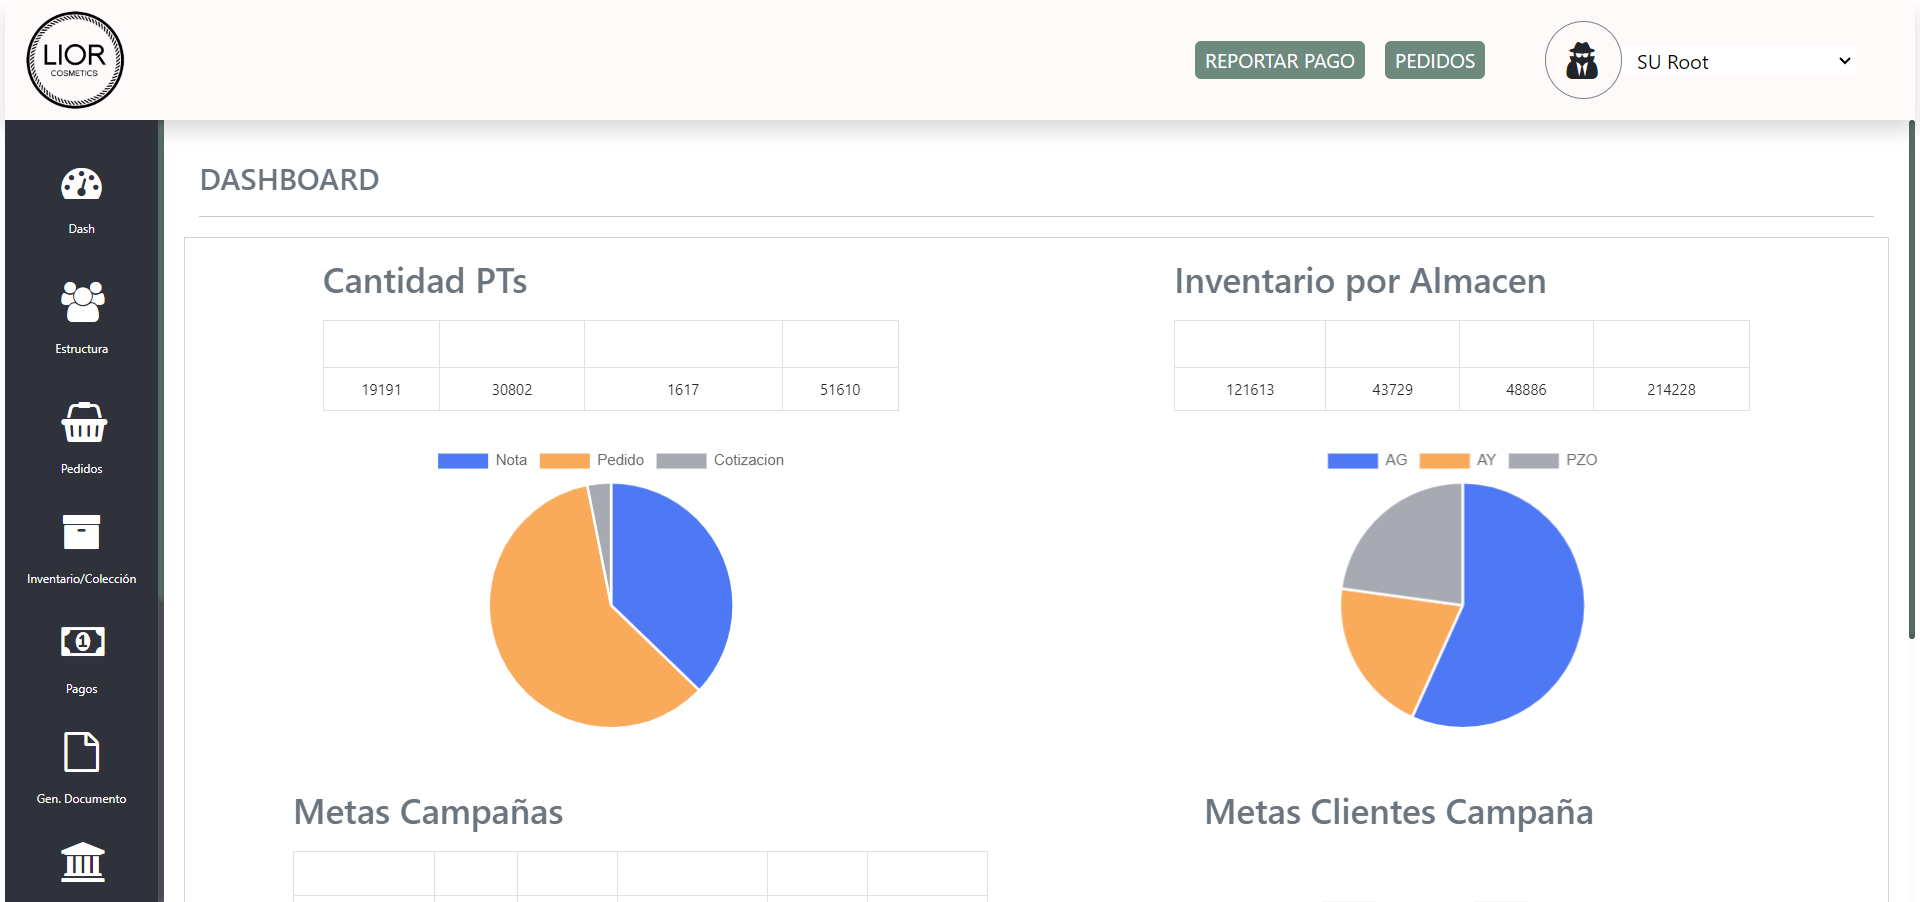 LIOR
COSMETICS
REPORTAR PAGO
PEDIDOS
SU Root
Dash
Estructura
Pedidos
Inventario/Colección
1
Pagos
Gen. Documento
DASHBOARD
Cantidad PTs
19191 30802 1617 51610
Nota Pedido Cotizacion
Inventario por Almacen
121613 43729 48886 214228
AG AY PZO
Metas Campañas
Metas Clientes Campaña